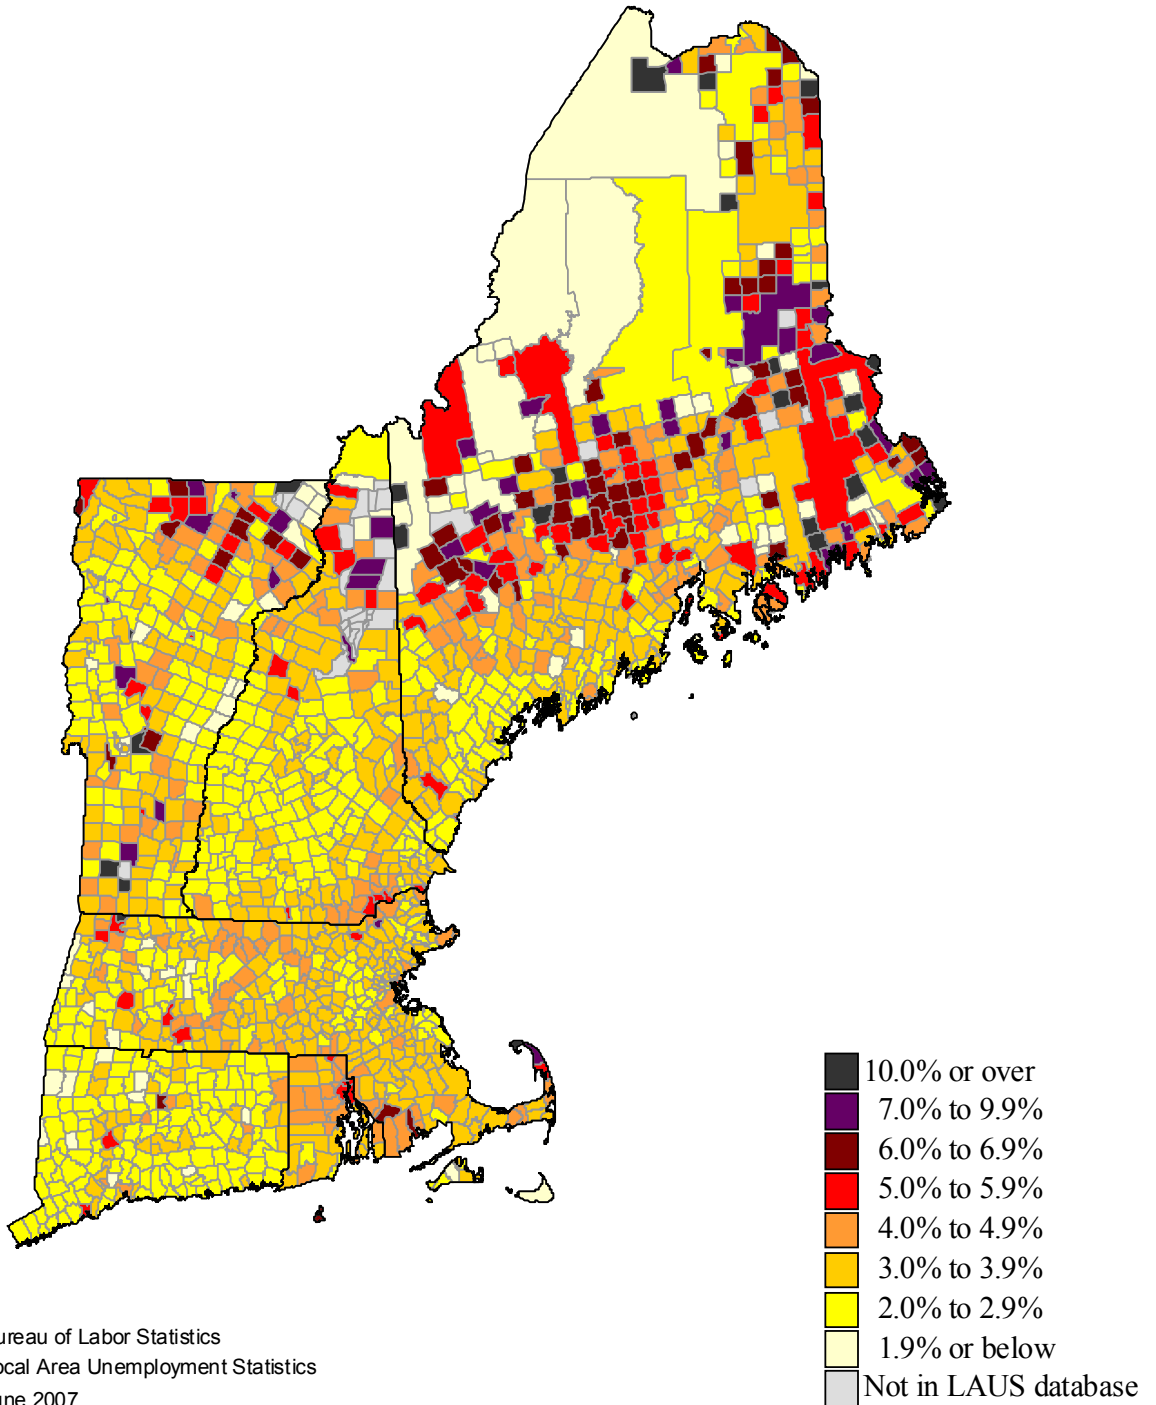 10.0% or over
7.0% to 9.9%
6.0% to 6.9%
5.0% to 5.9%
4.0% to 4.9%
3.0% to 3.9%
2.0% to 2.9%
1.9% or below
Not in LAUS database
ureau of Labor Statistics
ocal Area Unemployment Statistics
une 2007